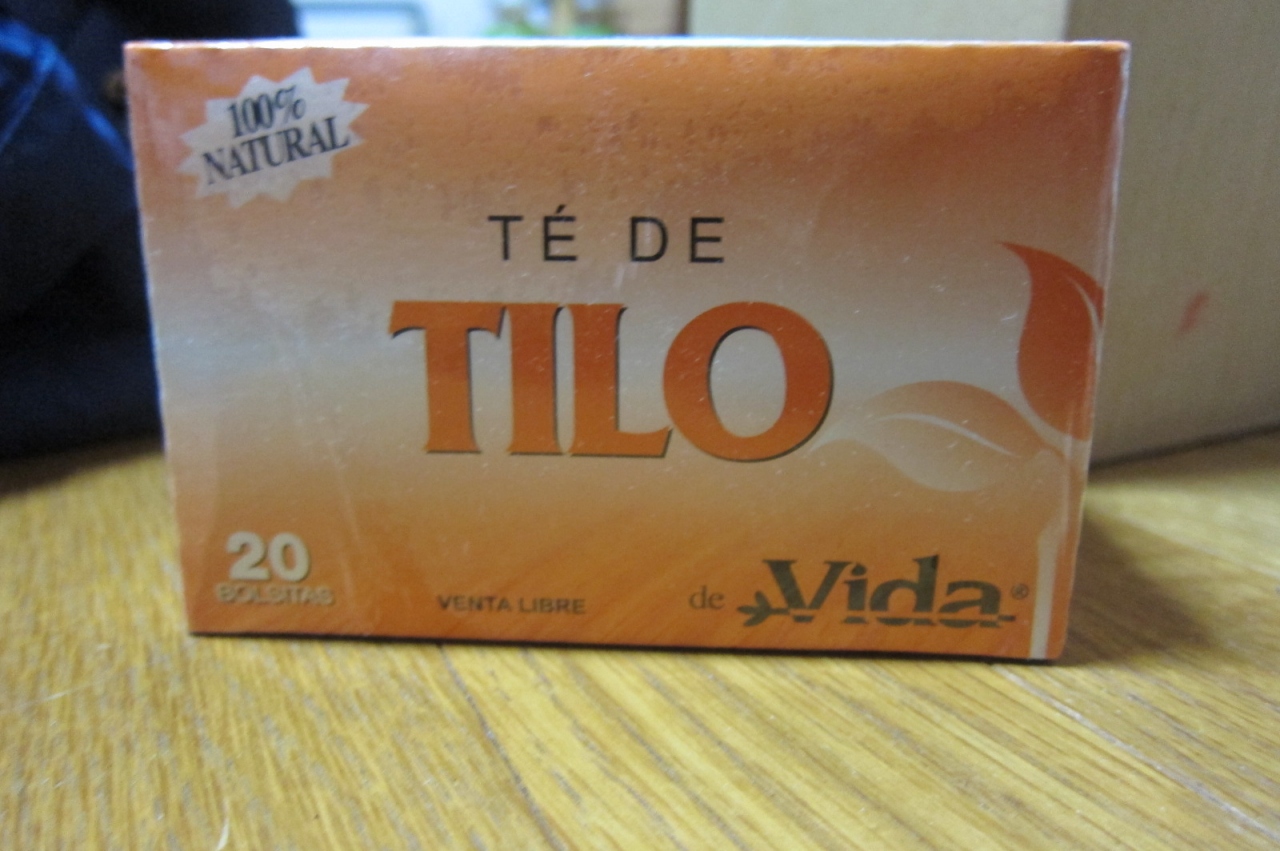 100%
NATURAL
TÉ DE
TILO
20
BOLSITAS
VENTA LIBRE
de Vida®